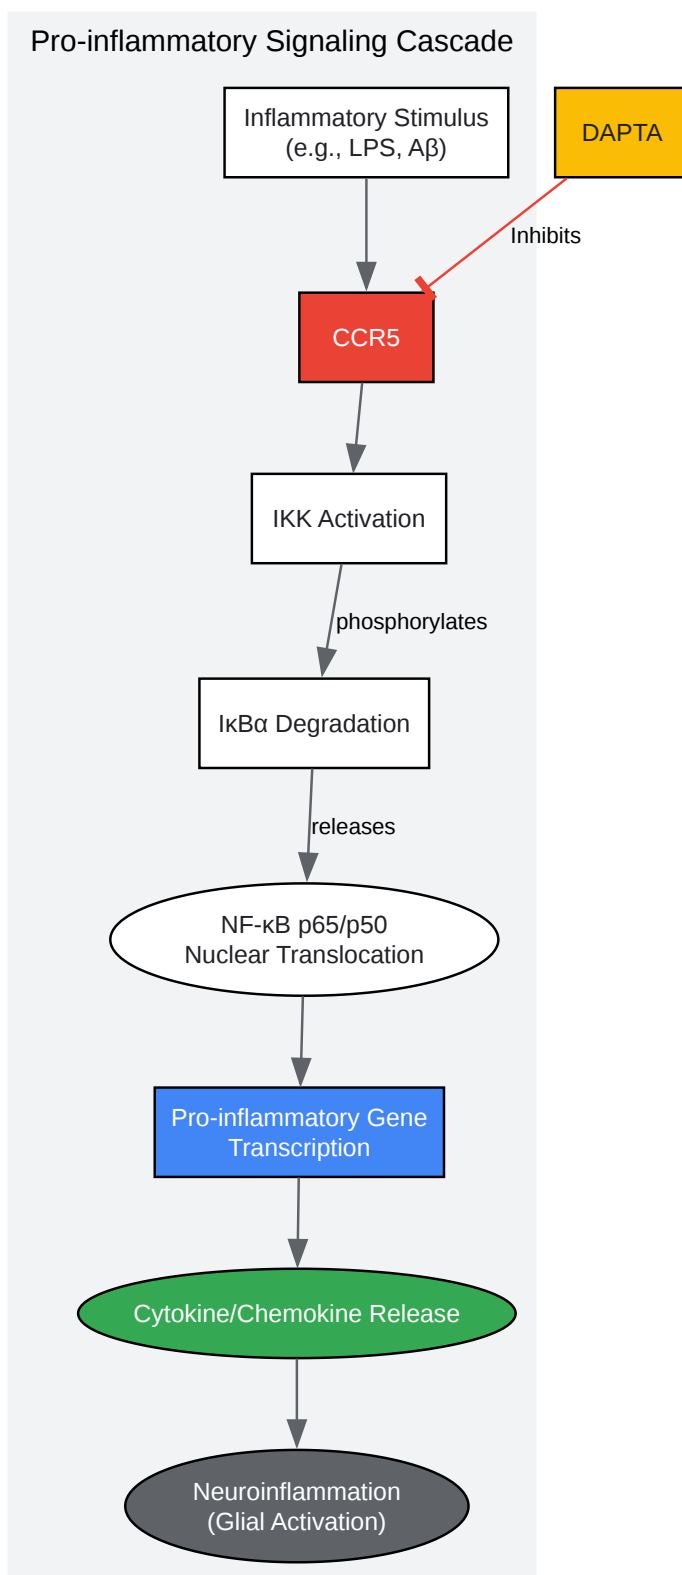 Pro-inflammatory Signaling Cascade
Inflammatory Stimulus
(e.g., LPS, Aβ)
DAPTA
Inhibits
CCR5
IKK Activation
phosphorylates
IκBα Degradation
releases
NF-κB p65/p50
Nuclear Translocation
Pro-inflammatory Gene
Transcription
Cytokine/Chemokine Release
Neuroinflammation
(Glial Activation)